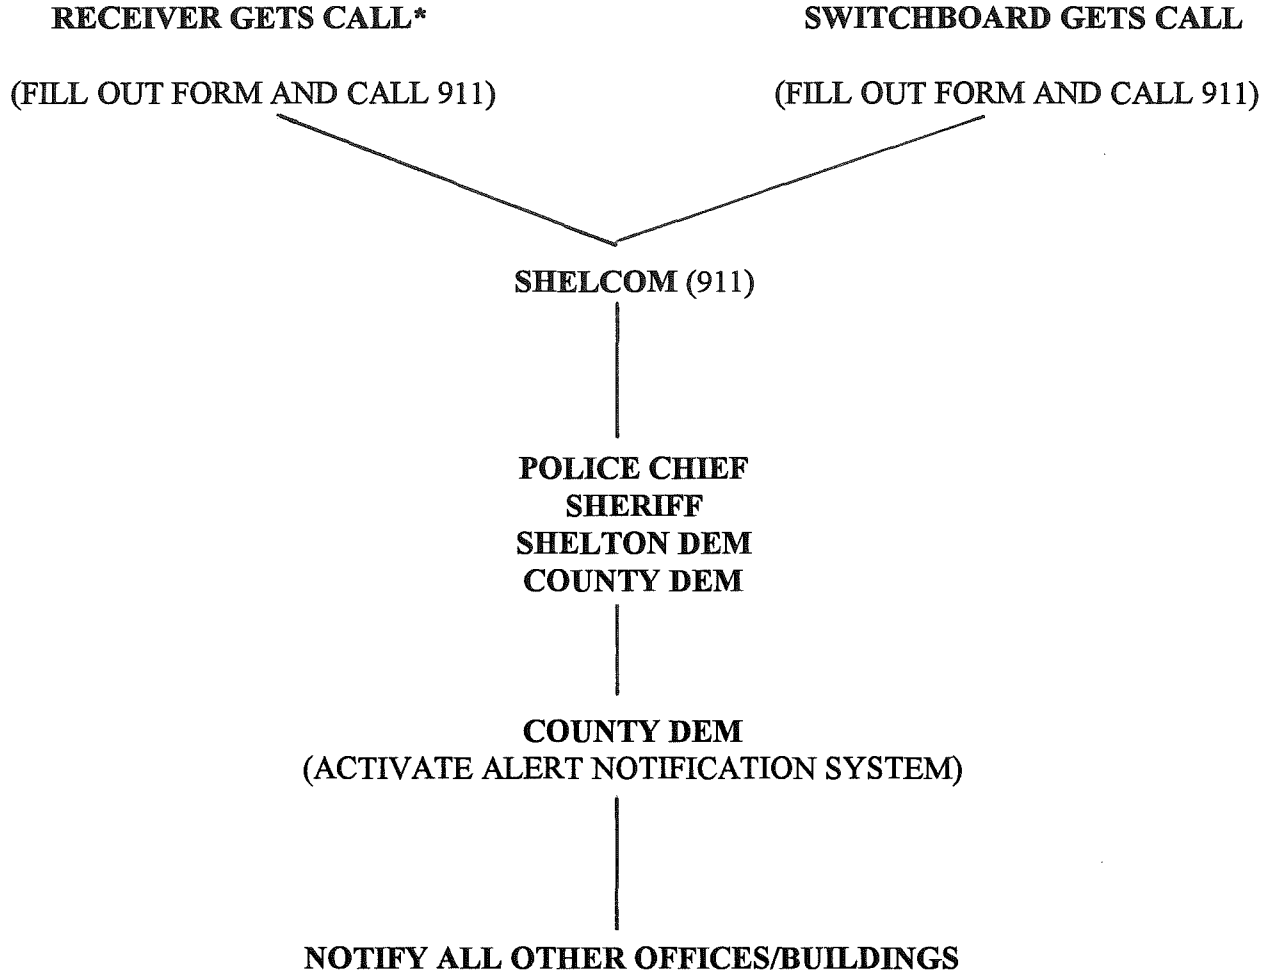 RECEIVER GETS CALL*
SWITCHBOARD GETS CALL
(FILL OUT FORM AND CALL 911)
(FILL OUT FORM AND CALL 911)
SHELCOM (911)
POLICE CHIEF
SHERIFF
SHELTON DEM
COUNTY DEM
COUNTY DEM
(ACTIVATE ALERT NOTIFICATION SYSTEM)
NOTIFY ALL OTHER OFFICES/BUILDINGS